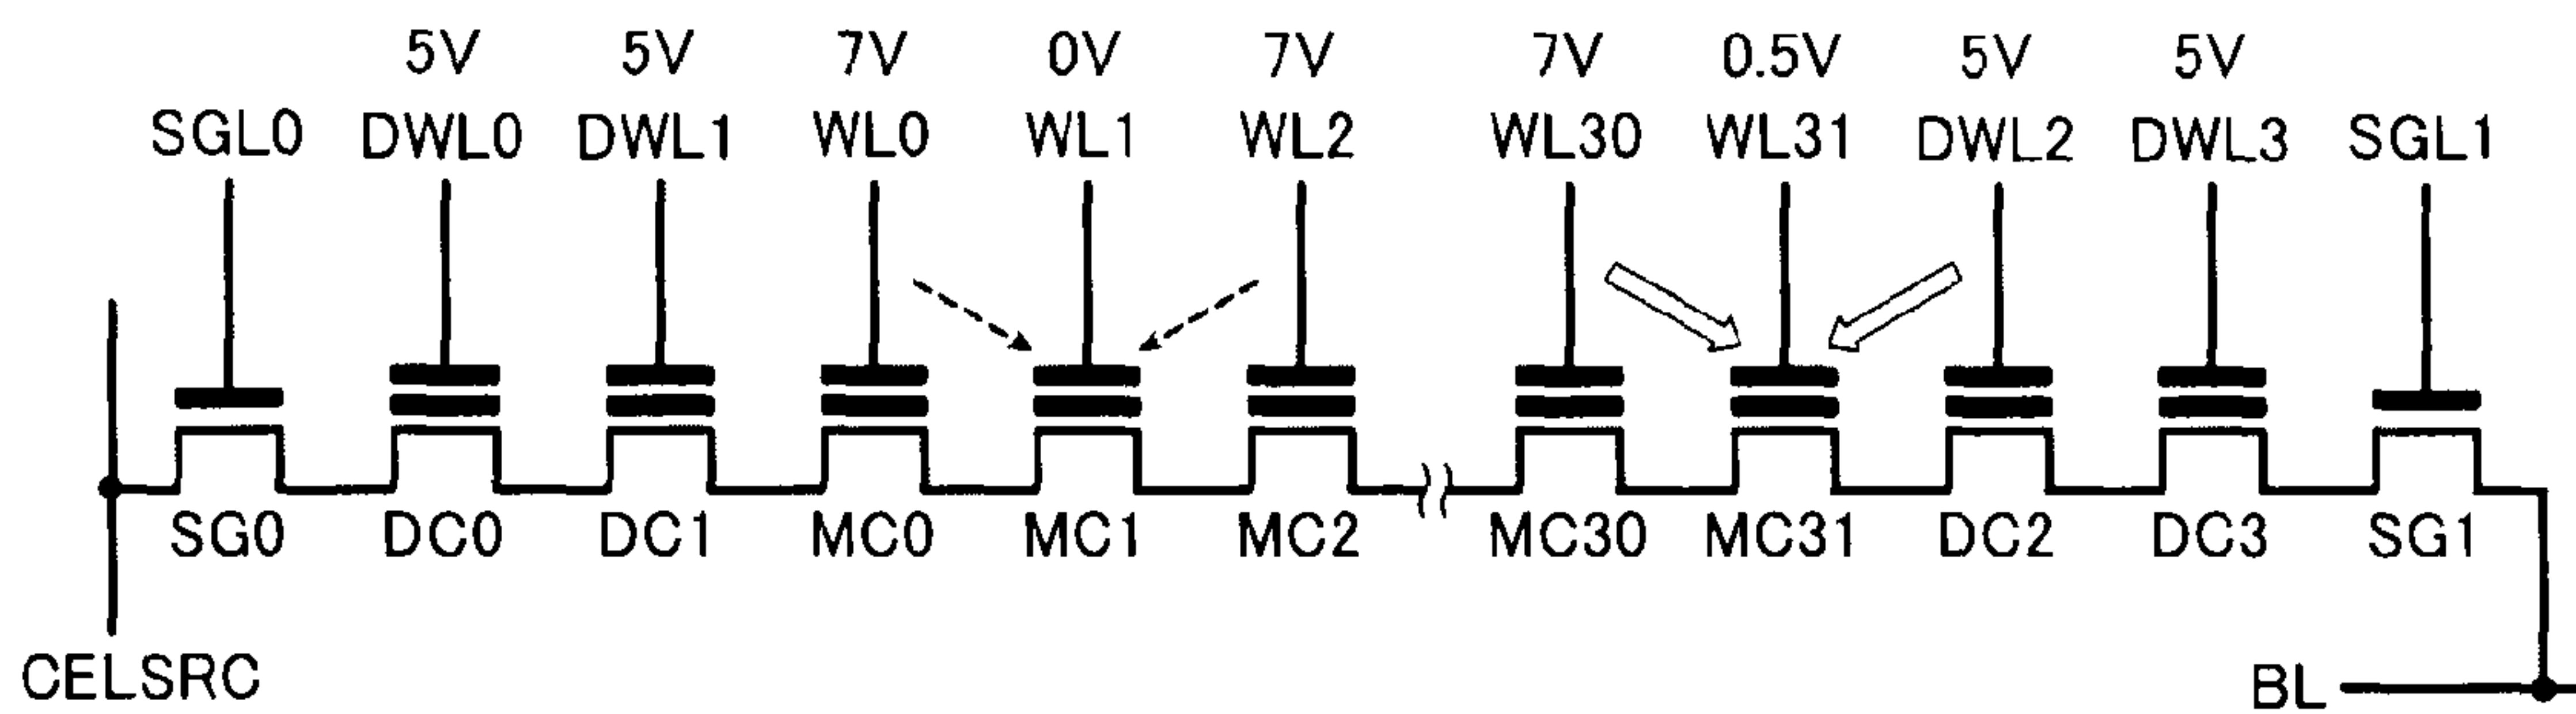 5V 5V 7V 0V 7V 7V 0.5V 5V 5V
SGL0 DWL0 DWL1 WL0 WL1 WL2 WL30 WL31 DWL2 DWL3 SGL1
SG0 DC0 DC1 MC0 MC1 MC2 MC30 MC31 DC2 DC3 SG1
CELSRC BL